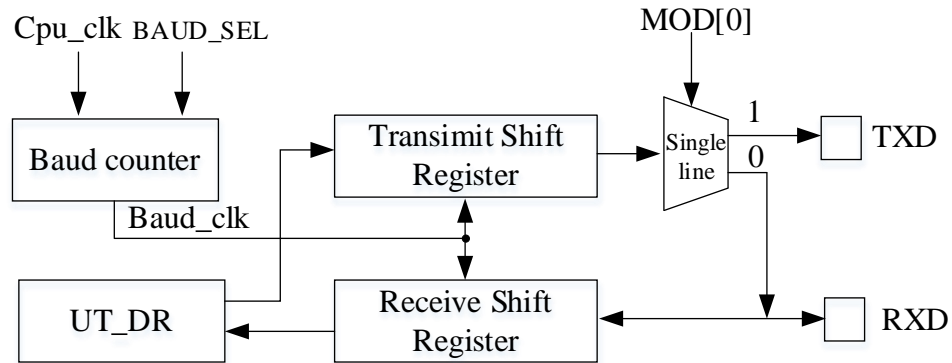 Cpu_clk BAUD_SEL
MOD[0]
Baud counter
Transimit Shift
Register
Single
line
1
0
TXD
Baud_clk
UT_DR
Receive Shift
Register
RXD